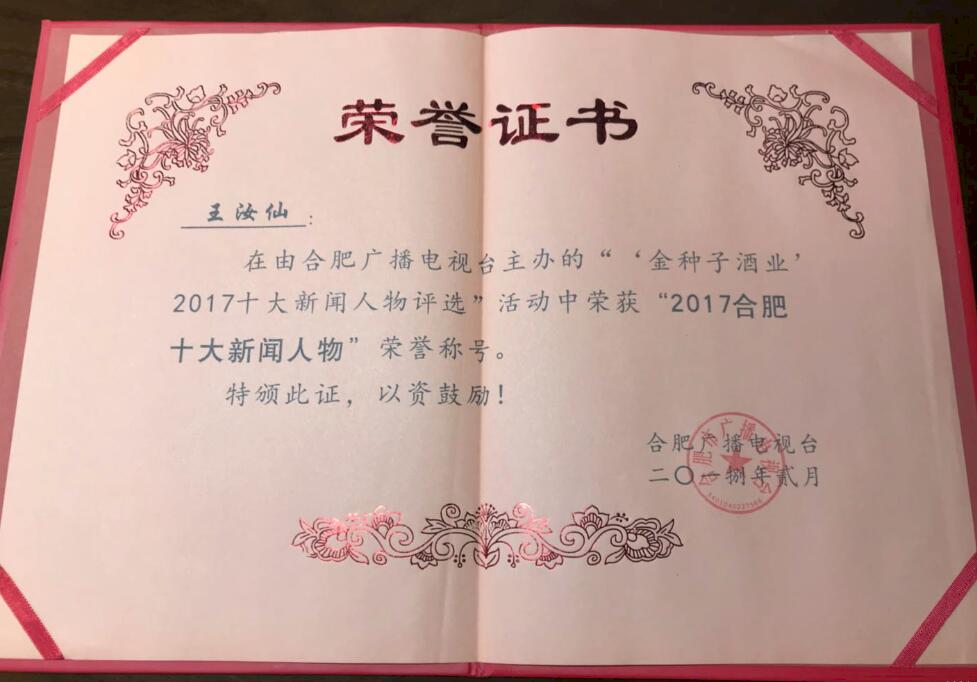 荣誉证书
王汝仙：
在由合肥广播电视台主办的“‘金种子酒业’
2017十大新闻人物评选”活动中荣获“2017合肥
十大新闻人物”荣誉称号。
特颁此证，以资鼓励！
合肥广播电视台
二〇一捌年贰月